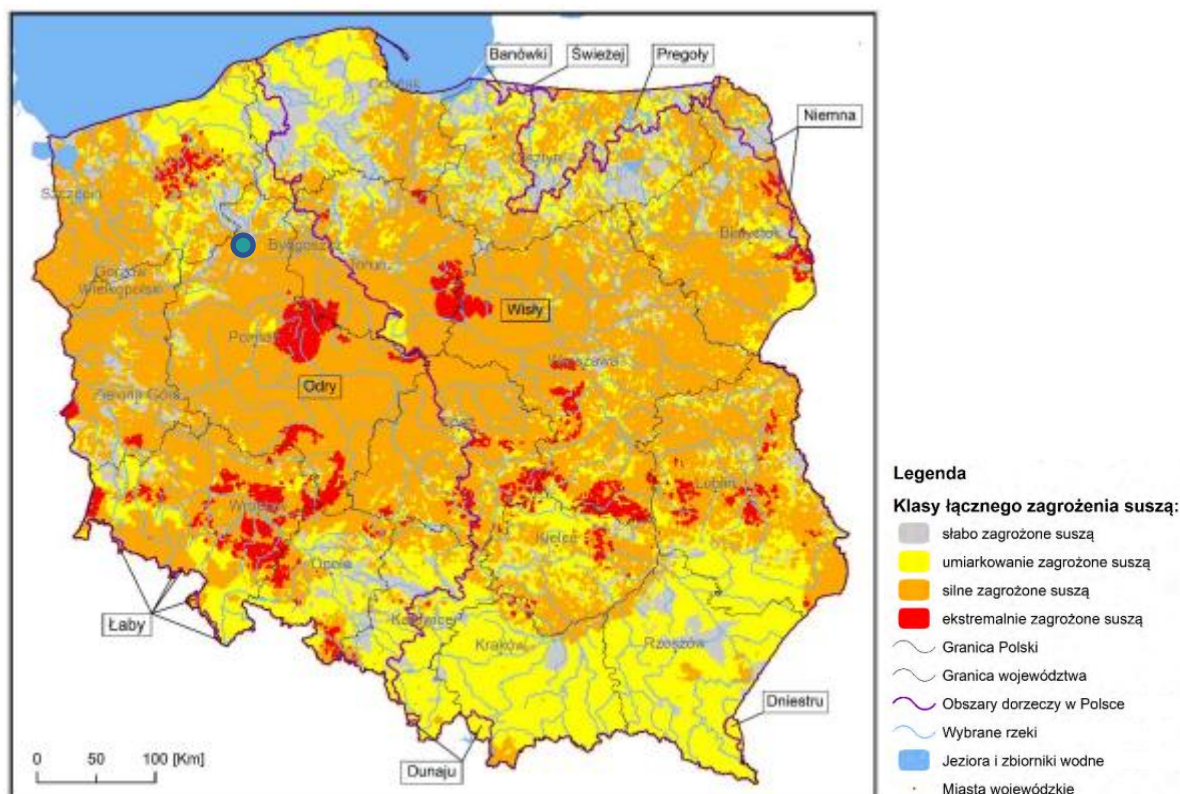 Banówki
Świeżej
Pregoły
Niemna
Gdańsk
Olsztyn
Szczecin
Białystok
Bydgoszcz
Toruń
Gorzów
Wielkopolski
Wisły
Poznań
Warszawa
Odry
Zielona Góra
Łódź
Lublin
Wrocław
Kielce
Opole
Łaby
Katowice
Kraków
Rzeszów
Dniestru
Dunaju
0 50 100 [Km]
Legenda
Klasy łącznego zagrożenia suszą:
słabo zagrożone suszą
umiarkowanie zagrożone suszą
silne zagrożone suszą
ekstremalnie zagrożone suszą
Granica Polski
Granica województwa
Obszary dorzeczy w Polsce
Wybrane rzeki
Jeziora i zbiorniki wodne
Miasta wojewódzkie